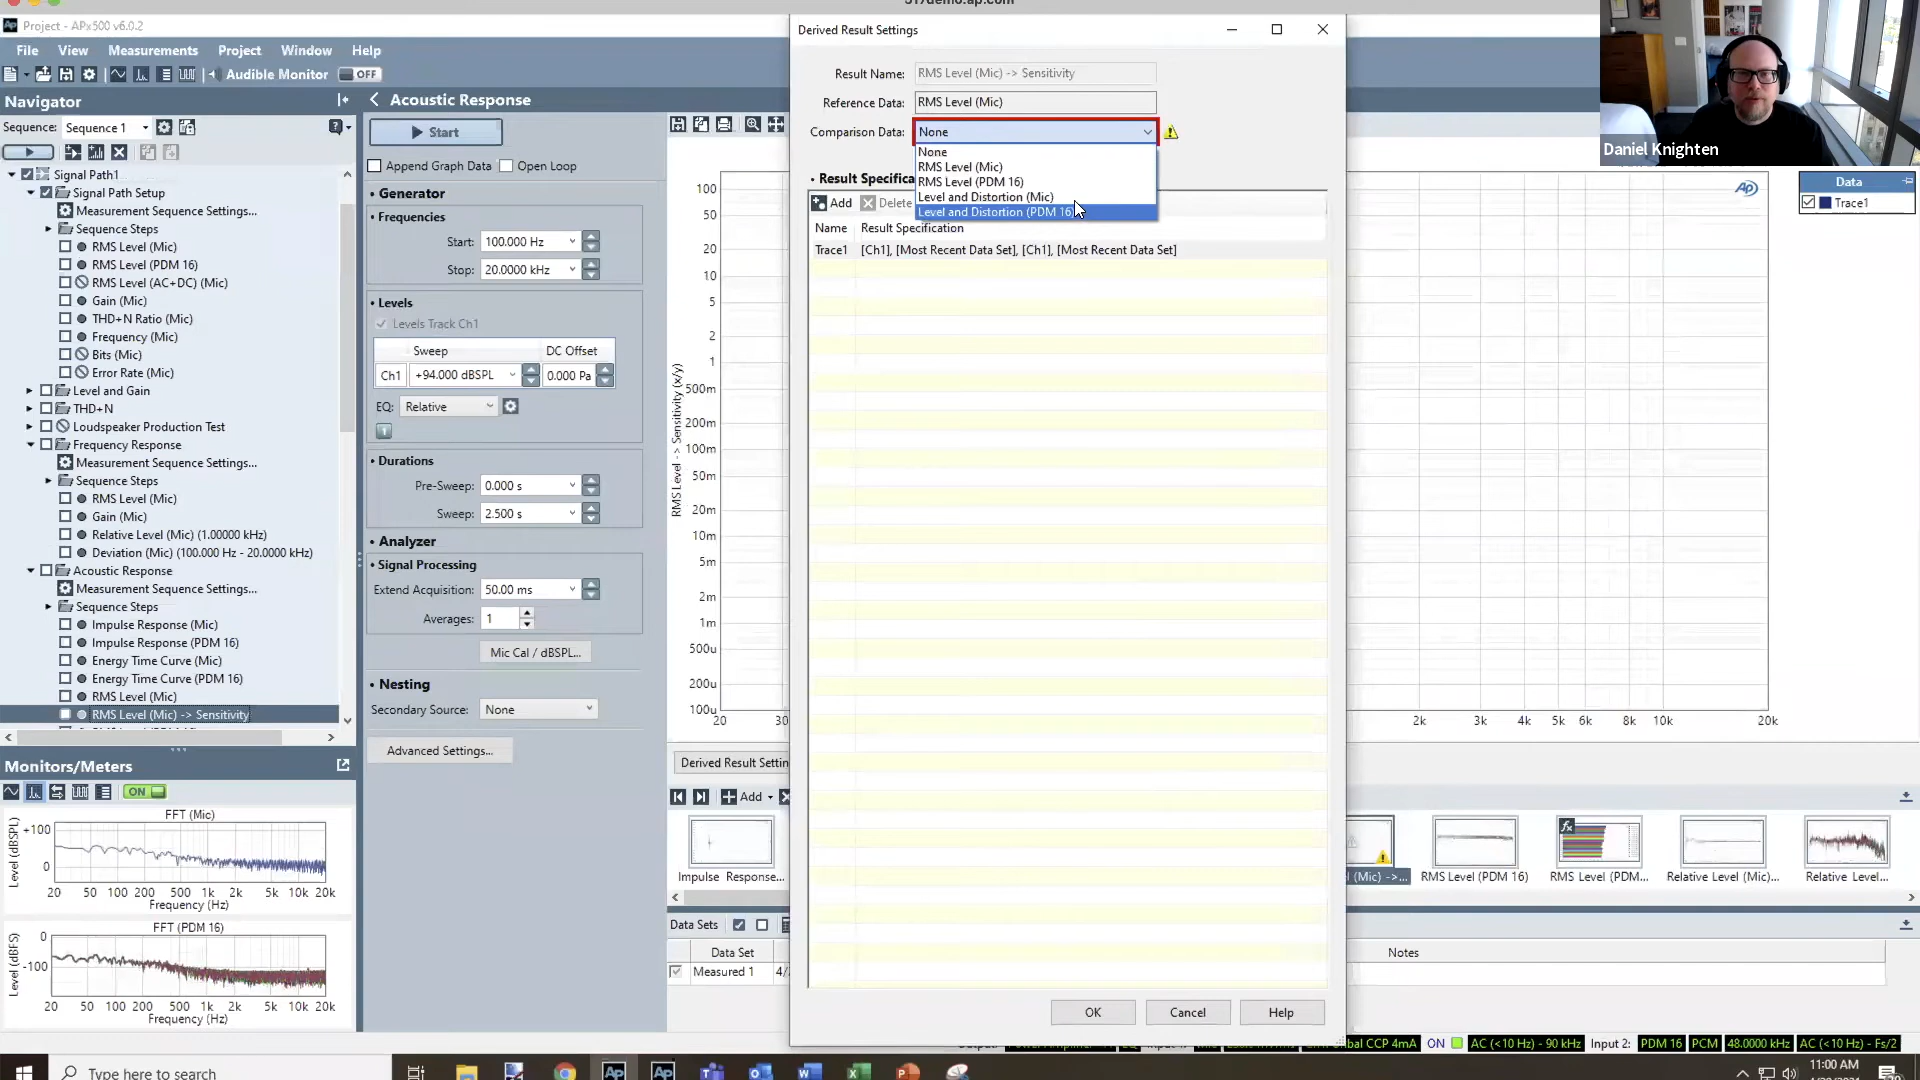 Project - APx500 v6.0.2
File View Measurements Project Window Help
Audible Monitor OFF
Navigator
Sequence: Sequence 1
Signal Path1
Signal Path Setup
Measurement Sequence Settings...
Sequence Steps
RMS Level (Mic)
RMS Level (PDM 16)
RMS Level (AC+DC) (Mic)
Gain (Mic)
THD+N Ratio (Mic)
Frequency (Mic)
Bits (Mic)
Error Rate (Mic)
Level and Gain
THD+N
Loudspeaker Production Test
Frequency Response
Measurement Sequence Settings...
Sequence Steps
RMS Level (Mic)
Gain (Mic)
Relative Level (Mic) (1.00000 kHz)
Deviation (Mic) (100.000 Hz - 20.0000 kHz)
Acoustic Response
Measurement Sequence Settings...
Sequence Steps
Impulse Response (Mic)
Impulse Response (PDM 16)
Energy Time Curve (Mic)
Energy Time Curve (PDM 16)
RMS Level (Mic)
RMS Level (Mic) -> Sensitivity
Monitors/Meters
ON
FFT (Mic)
Level (dBSPL)
+100
0
20 50 100 200 500 1k 2k 5k 10k 20k
Frequency (Hz)
FFT (PDM 16)
Level (dBFS)
0
-100
20 50 100 200 500 1k 2k 5k 10k 20k
Frequency (Hz)
Acoustic Response
Start
Append Graph Data Open Loop
Generator
Frequencies
Start: 100.000 Hz
Stop: 20.0000 kHz
Levels
Levels Track Ch1
Sweep DC Offset
Ch1 +94.000 dBSPL 0.000 Pa
EQ: Relative
Durations
Pre-Sweep: 0.000 s
Sweep: 2.500 s
Analyzer
Signal Processing
Extend Acquisition: 50.00 ms
Averages: 1
Mic Cal / dBSPL...
Nesting
Secondary Source: None
Advanced Settings...
RMS Level -> Sensitivity (x/y)
100
50
20
10
5
2
1
500m
200m
100m
50m
20m
10m
5m
2m
1m
500u
200u
100u
20 30
2k 3k 4k 5k 6k 8k 10k 20k
Derived Result Settin
Add
Impulse Response...
Data Sets
Data Set
Measured 1 4/
Derived Result Settings
Result Name: RMS Level (Mic) -> Sensitivity
Reference Data: RMS Level (Mic)
Comparison Data: None
None
RMS Level (Mic)
RMS Level (PDM 16)
Level and Distortion (Mic)
Level and Distortion (PDM 16)
Result Specifica
Add Delete
Name Result Specification
Trace1 [Ch1], [Most Recent Data Set], [Ch1], [Most Recent Data Set]
OK Cancel Help
Data
Trace1
Daniel Knighten
(Mic) ->... RMS Level (PDM 16) RMS Level (PDM... Relative Level (Mic)... Relative Level...
Notes
CCP 4mA ON AC (<10 Hz) - 90 kHz Input 2: PDM 16 PCM 48.0000 kHz AC (<10 Hz) - Fs/2
Type here to search
11:00 AM